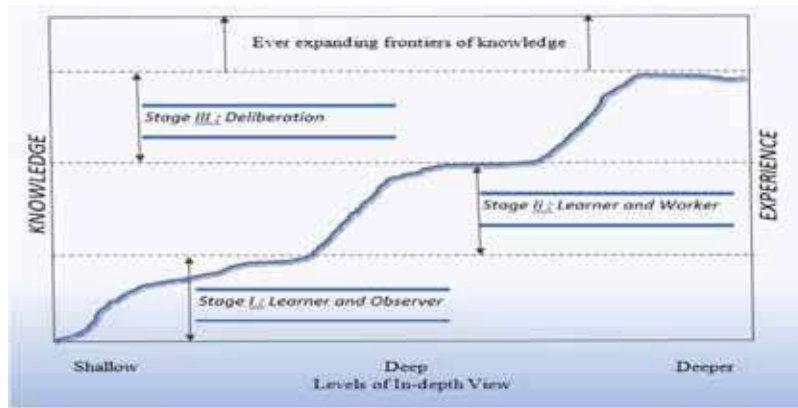 Ever expanding frontiers of knowledge
Stage III : Deliberation
KNOWLEDGE
EXPERIENCE
Stage II : Learner and Worker
Stage I : Learner and Observer
Shallow Deep Deeper
Levels of In-depth View